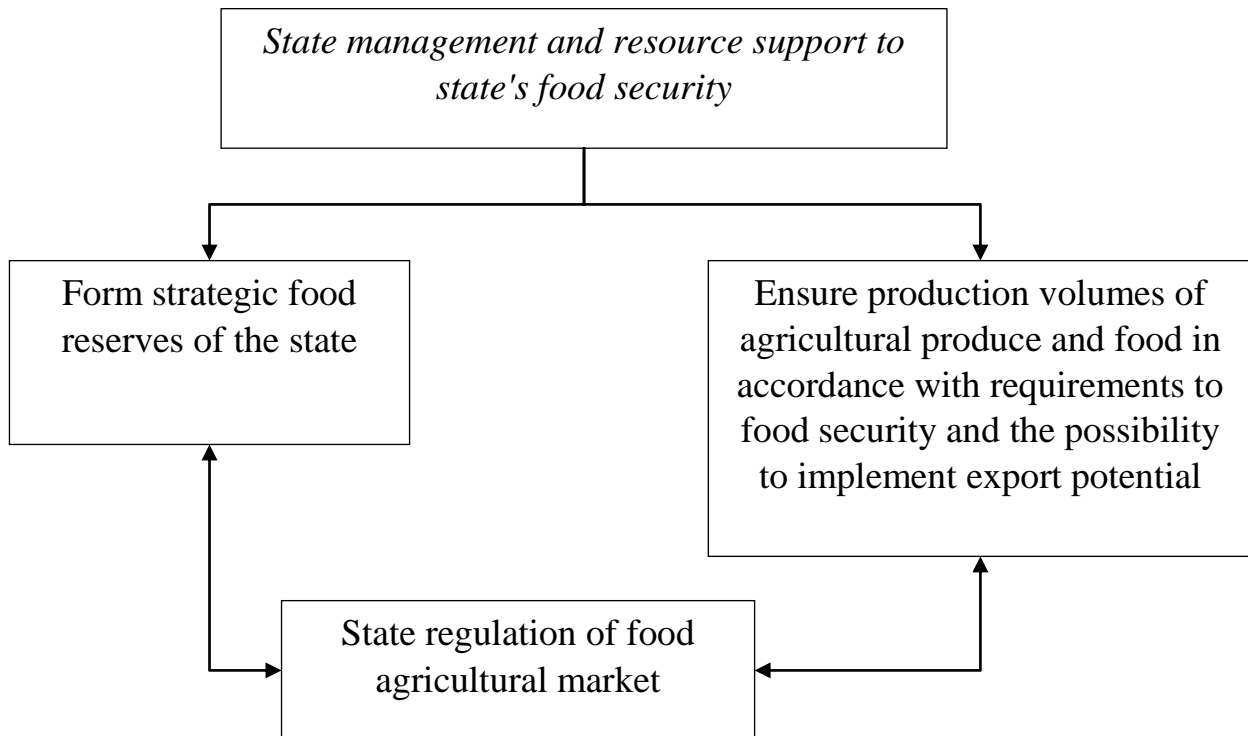 State management and resource support to
state's food security
Form strategic food
reserves of the state
Ensure production volumes of
agricultural produce and food in
accordance with requirements to
food security and the possibility
to implement export potential
State regulation of food
agricultural market